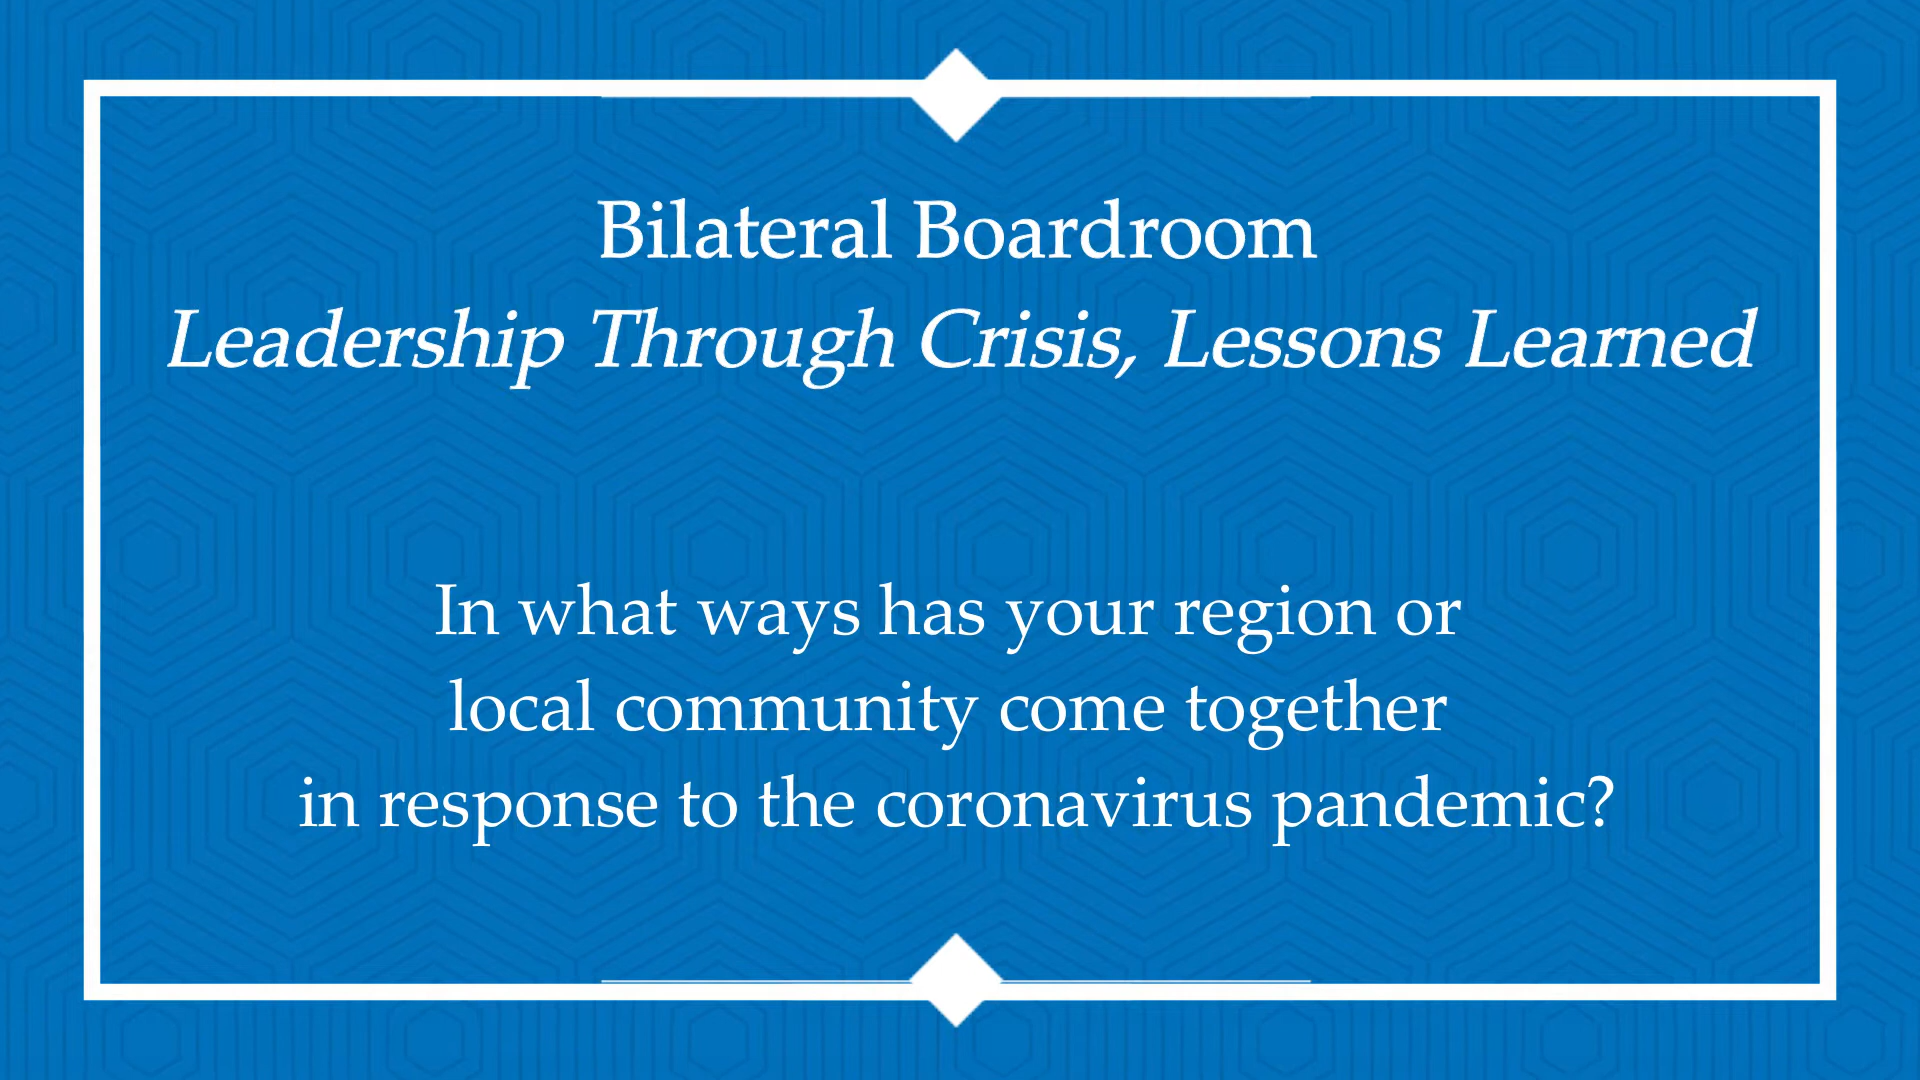 Bilateral Boardroom
Leadership Through Crisis, Lessons Learned
In what ways has your region or
local community come together
in response to the coronavirus pandemic?